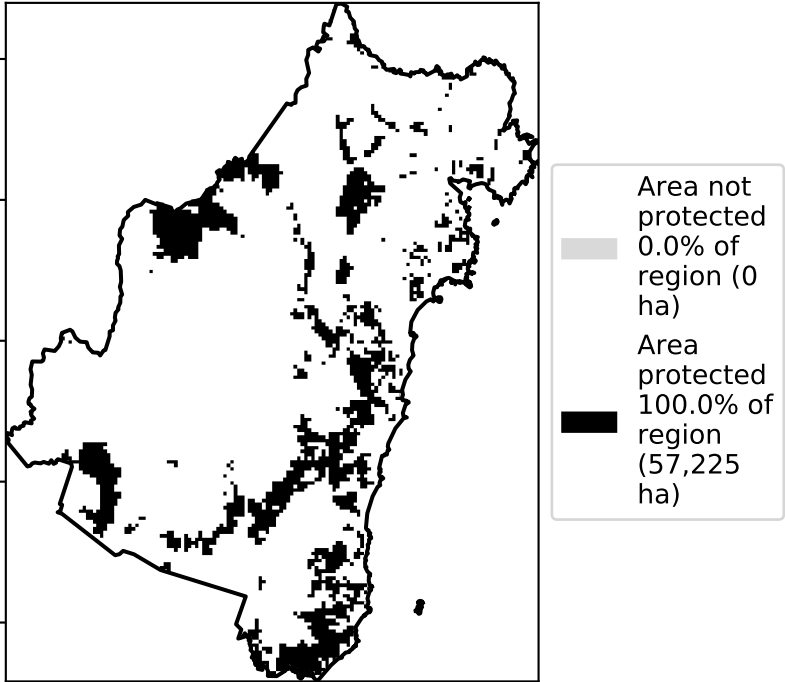 Area not
protected
0.0% of
region (0
ha)
Area
protected
100.0% of
region
(57,225
ha)